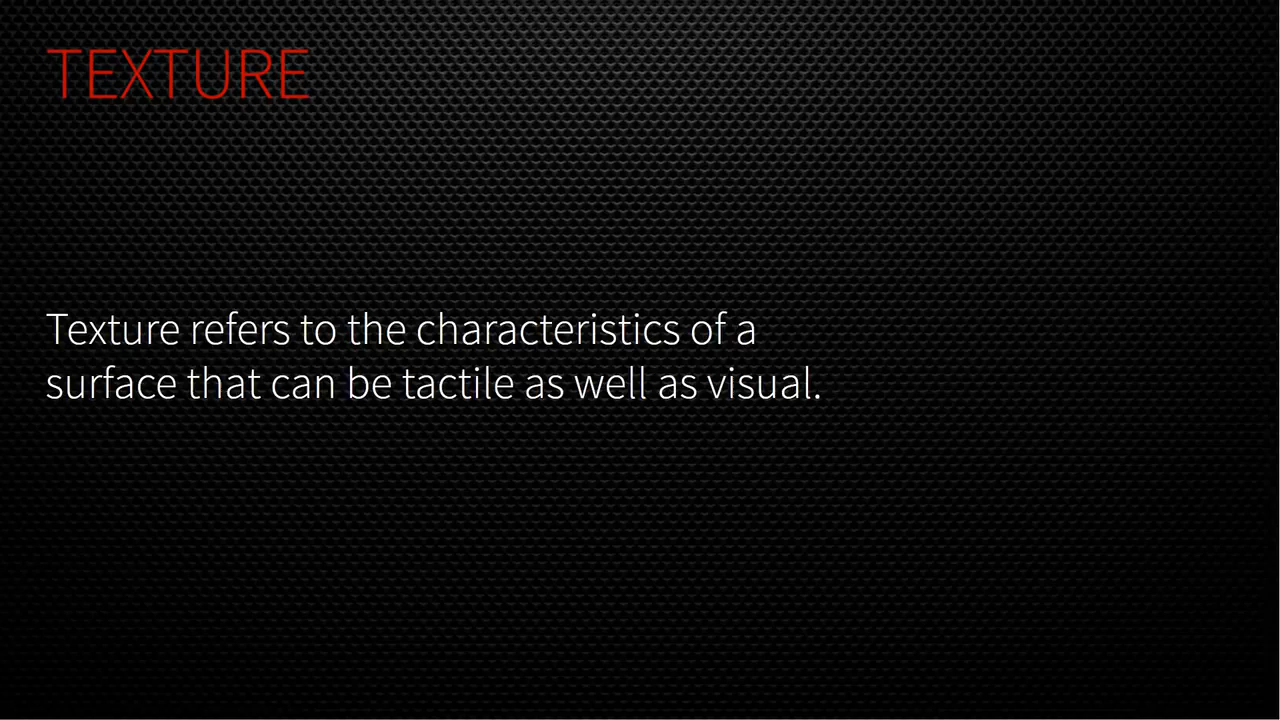 TEXTURE
Texture refers to the characteristics of a
surface that can be tactile as well as visual.